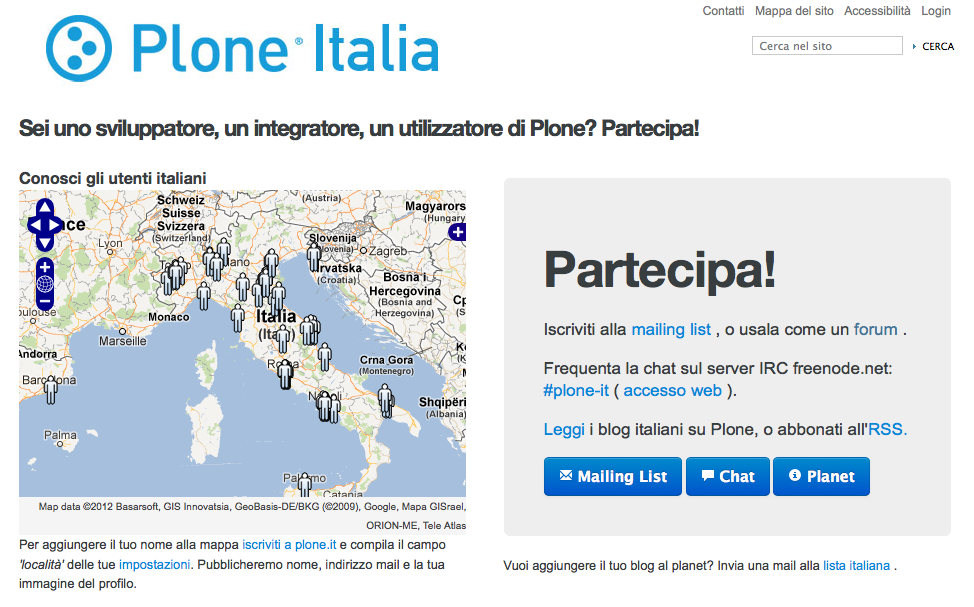 Contatti Mappa del sito Accessibilità Login
Cerca nel sito CERCA
Plone® Italia
Sei uno sviluppatore, un integratore, un utilizzatore di Plone? Partecipa!
Conosci gli utenti italiani
Schweiz
Suisse
Svizzera
(Switzerland)
(Austria)
Magyarors
(Hungary
nce
Lyon
Slovenija
Zagreb
ano
Hrvatska
(Croatia)
Bosna i
Hercegovina
(Bosnia and
Herzegovina)
oulouse
Monaco
Marseille
Italia
Andorra
Crna Gora
(Montenegro)
Barcelona
Shqipëri
(Albania)
Palma
Catania
Map data ©2012 Basarsoft, GIS Innovatsia, GeoBasis-DE/BKG (©2009), Google, Mapa GISrael,
ORION-ME, Tele Atlas
Per aggiungere il tuo nome alla mappa iscriviti a plone.it e compila il campo
'località' delle tue impostazioni. Pubblicheremo nome, indirizzo mail e la tua
immagine del profilo.
Partecipa!
Iscriviti alla mailing list , o usala come un forum .
Frequenta la chat sul server IRC freenode.net:
#plone-it ( accesso web ).
Leggi i blog italiani su Plone, o abbonati all'RSS.
Mailing List Chat Planet
Vuoi aggiungere il tuo blog al planet? Invia una mail alla lista italiana .